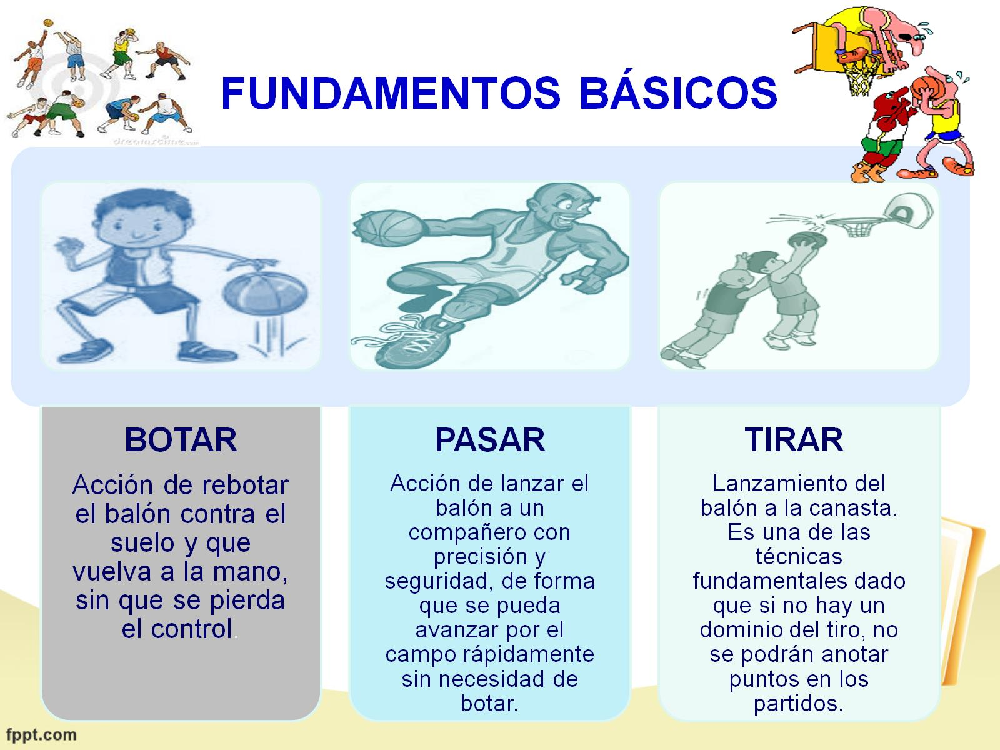 FUNDAMENTOS BÁSICOS
dreamstime.com
1
BOTAR
Acción de rebotar
el balón contra el
suelo y que
vuelva a la mano,
sin que se pierda
el control.
PASAR
Acción de lanzar el
balón a un
compañero con
precisión y
seguridad, de forma
que se pueda
avanzar por el
campo rápidamente
sin necesidad de
botar.
TIRAR
Lanzamiento del
balón a la canasta.
Es una de las
técnicas
fundamentales dado
que si no hay un
dominio del tiro, no
se podrán anotar
puntos en los
partidos.
fppt.com